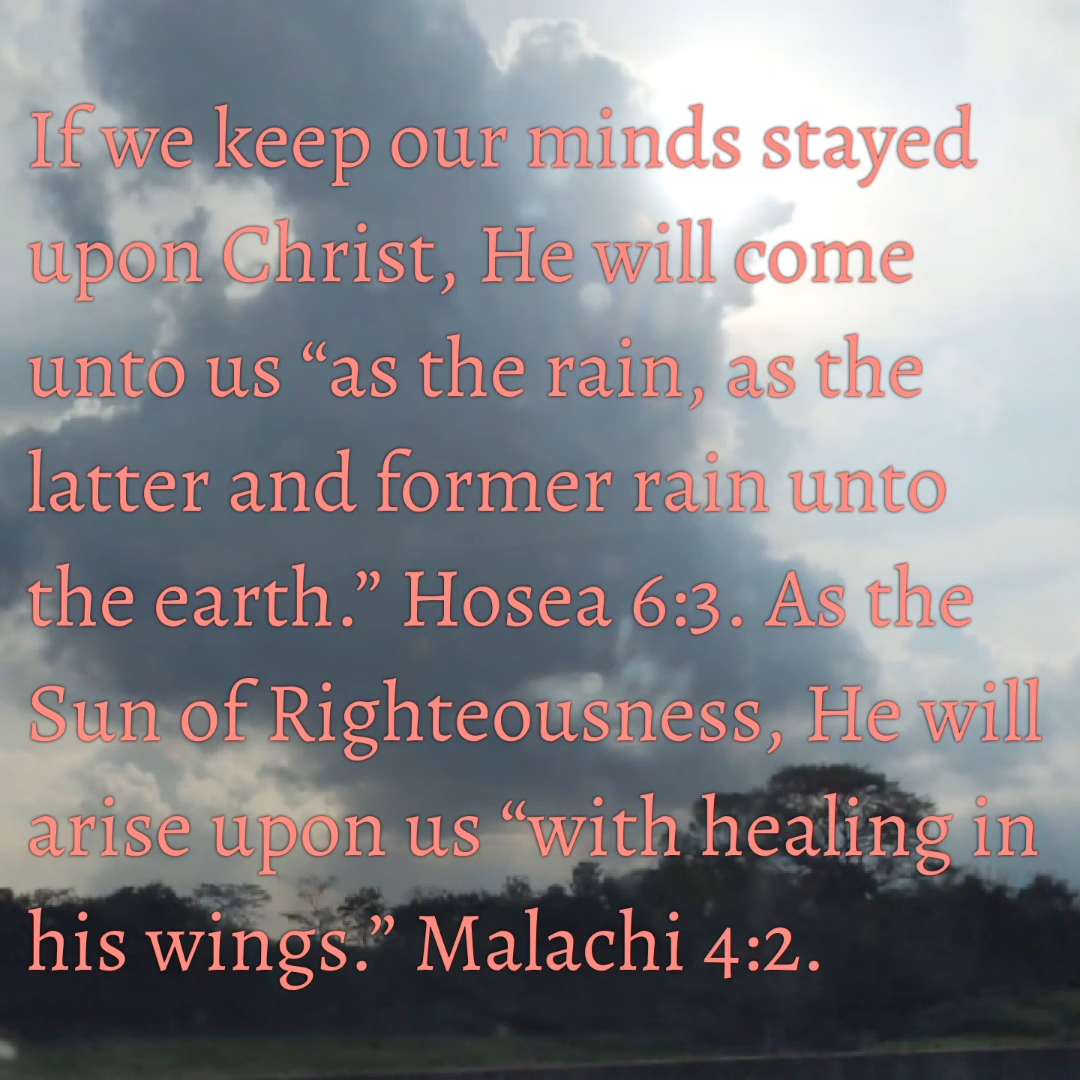 If we keep our minds stayed
upon Christ, He will come
unto us “as the rain, as the
latter and former rain unto
the earth.” Hosea 6:3. As the
Sun of Righteousness, He will
arise upon us “with healing in
his wings.” Malachi 4:2.